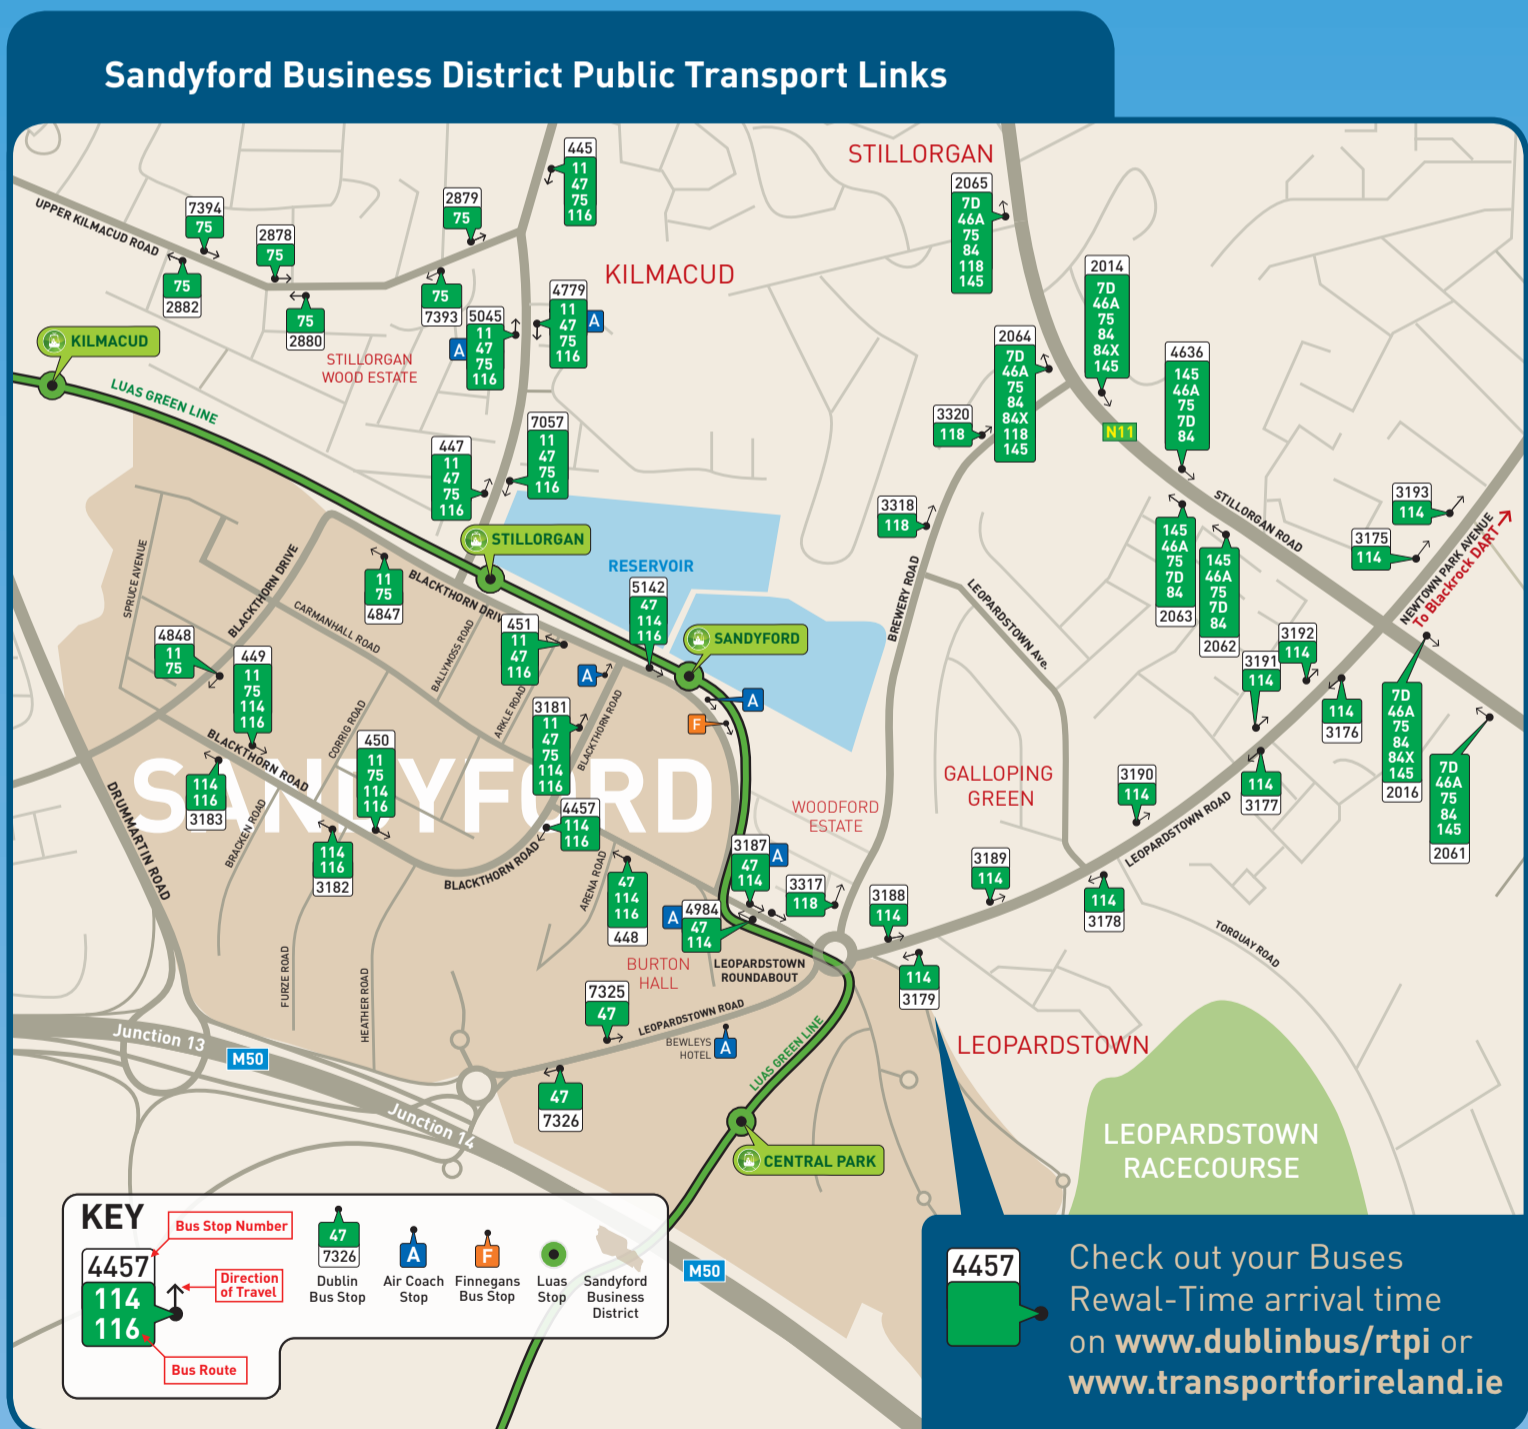 Sandyford Business District Public Transport Links
445
11
47
75
116
STILLORGAN
2065
7D
46A
75
84
118
145
7394
75
2878
75
2879
75
UPPER KILMACUD ROAD
75
2882
75
2880
75
7393
KILMACUD
5045
11
47
75
116
A
4779
11
47
75
116
A
2014
7D
46A
75
84
84X
145
2064
7D
46A
75
84
84X
118
145
4636
145
46A
75
7D
84
KILMACUD
STILLORGAN
WOOD ESTATE
LUAS GREEN LINE
3320
118
N11
447
11
47
75
116
7057
11
47
75
116
3318
118
STILLORGAN ROAD
3193
114
3175
114
NEWTOWN PARK AVENUE
To Blackrock DART
145
46A
75
7D
84
2063
145
46A
75
7D
84
2062
STILLORGAN
RESERVOIR
SPRUCE AVENUE
BLACKTHORN DRIVE
11
75
4847
BLACKTHORN DRIV
CARMANHALL ROAD
BALLYMOSS ROAD
451
11
47
116
5142
47
114
116
SANDYFORD
BREWERY ROAD
LEOPARDSTOWN Ave.
4848
11
75
449
11
75
114
116
A
A
F
3192
114
3191
114
114
3176
114
3177
7D
46A
75
84
84X
145
2016
7D
46A
75
84
145
2061
CORRIG ROAD
ARKLE ROAD
3181
11
47
75
114
116
BLACKTHORN ROAD
BLACKTHORN ROAD
450
11
75
114
116
SANDYFORD
114
116
3183
DRUMMARTIN ROAD
BRACKEN ROAD
114
116
3182
4457
114
116
BLACKTHORN ROAD
ARENA ROAD
47
114
116
448
GALLOPING
GREEN
WOODFORD
ESTATE
3190
114
LEOPARDSTOWN ROAD
3187
47
114
A
3317
118
3189
114
3188
114
114
3178
114
3179
A
4984
47
114
LEOPARDSTOWN
ROUNDABOUT
BURTON
HALL
TORQUAY ROAD
FURZE ROAD
HEATHER ROAD
7325
47
LEOPARDSTOWN ROAD
BEWLEYS
HOTEL
A
LUAS GREEN LINE
47
7326
Junction 13
M50
Junction 14
LEOPARDSTOWN
CENTRAL PARK
LEOPARDSTOWN
RACECOURSE
M50
KEY
Bus Stop Number
4457
114
116
Direction
of Travel
Bus Route
47
7326
Dublin
Bus Stop
A
Air Coach
Stop
F
Finnegans
Bus Stop
Luas
Stop
Sandyford
Business
District
4457
Check out your Buses
Rewal-Time arrival time
on www.dublinbus/rtpi or
www.transportforireland.ie